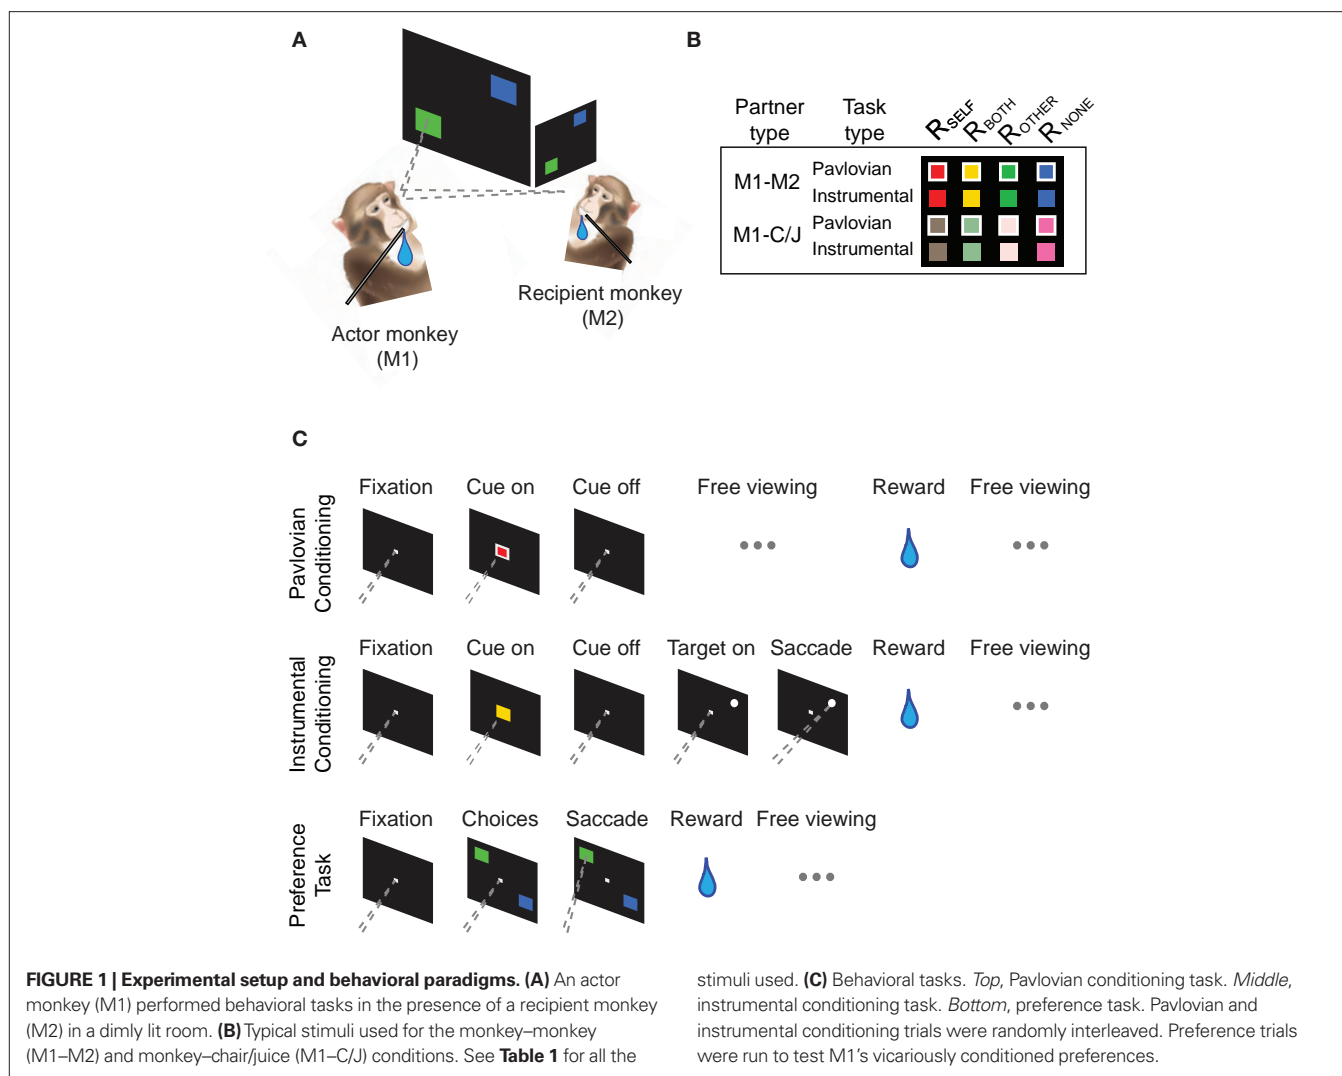 A
Actor monkey
(M1)
Recipient monkey
(M2)
B
Partner
type
Task
type
RSELF
RBOTH
ROTHER
RNONE
M1-M2
Pavlovian
Instrumental
M1-C/J
Pavlovian
Instrumental
C
Pavlovian
Conditioning
Fixation
Cue on
Cue off
Free viewing
Reward
Free viewing
Instrumental
Conditioning
Fixation
Cue on
Cue off
Target on
Saccade
Reward
Free viewing
Preference
Task
Fixation
Choices
Saccade
Reward
Free viewing
FIGURE 1 | Experimental setup and behavioral paradigms. (A) An actor
monkey (M1) performed behavioral tasks in the presence of a recipient monkey
(M2) in a dimly lit room. (B) Typical stimuli used for the monkey–monkey
(M1–M2) and monkey–chair/juice (M1–C/J) conditions. See Table 1 for all the
stimuli used. (C) Behavioral tasks. Top, Pavlovian conditioning task. Middle,
instrumental conditioning task. Bottom, preference task. Pavlovian and
instrumental conditioning trials were randomly interleaved. Preference trials
were run to test M1's vicariously conditioned preferences.